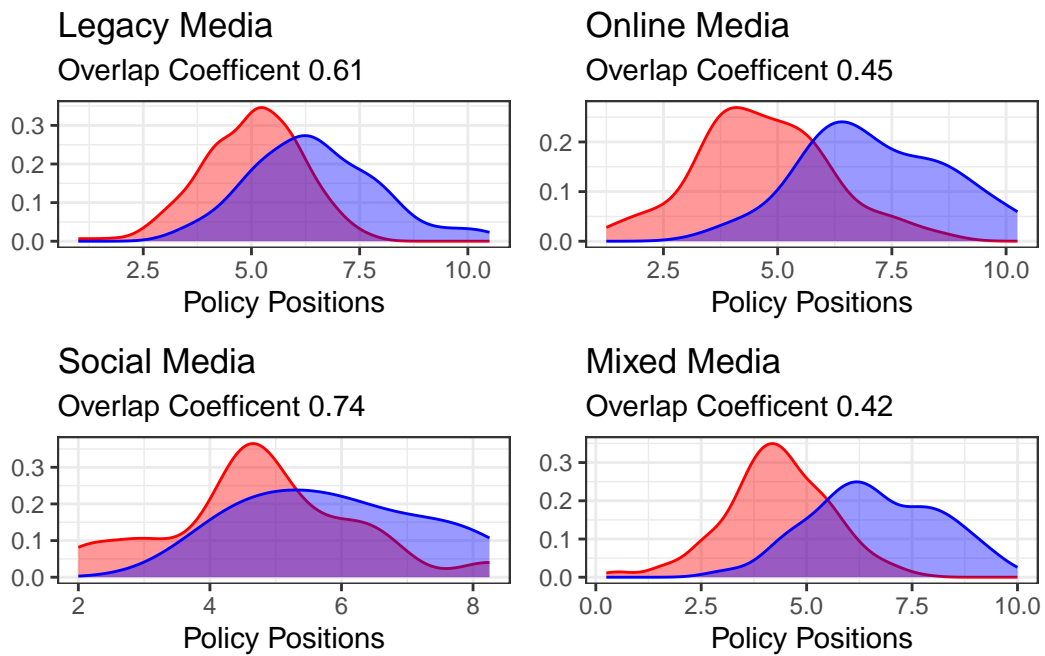 Legacy Media
Overlap Coefficent 0.61
0.3
0.2
0.1
0.0
2.5 5.0 7.5 10.0
Policy Positions
Online Media
Overlap Coefficent 0.45
0.2
0.1
0.0
2.5 5.0 7.5 10.0
Policy Positions
Social Media
Overlap Coefficent 0.74
0.3
0.2
0.1
0.0
2 4 6 8
Policy Positions
Mixed Media
Overlap Coefficent 0.42
0.3
0.2
0.1
0.0
0.0 2.5 5.0 7.5 10.0
Policy Positions